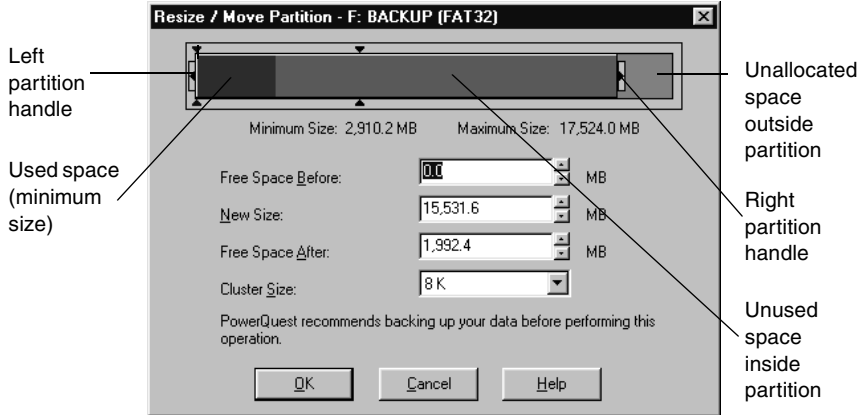 Resize / Move Partition - F: BACKUP (FAT32)
Left
partition
handle
Used space
(minimum
size)
Minimum Size: 2,910.2 MB Maximum Size: 17,524.0 MB
Free Space Before: 0.0 MB
New Size: 15,531.6 MB
Free Space After: 1,992.4 MB
Cluster Size: 8 K
PowerQuest recommends backing up your data before performing this
operation.
OK Cancel Help
Unallocated
space
outside
partition
Right
partition
handle
Unused
space
inside
partition